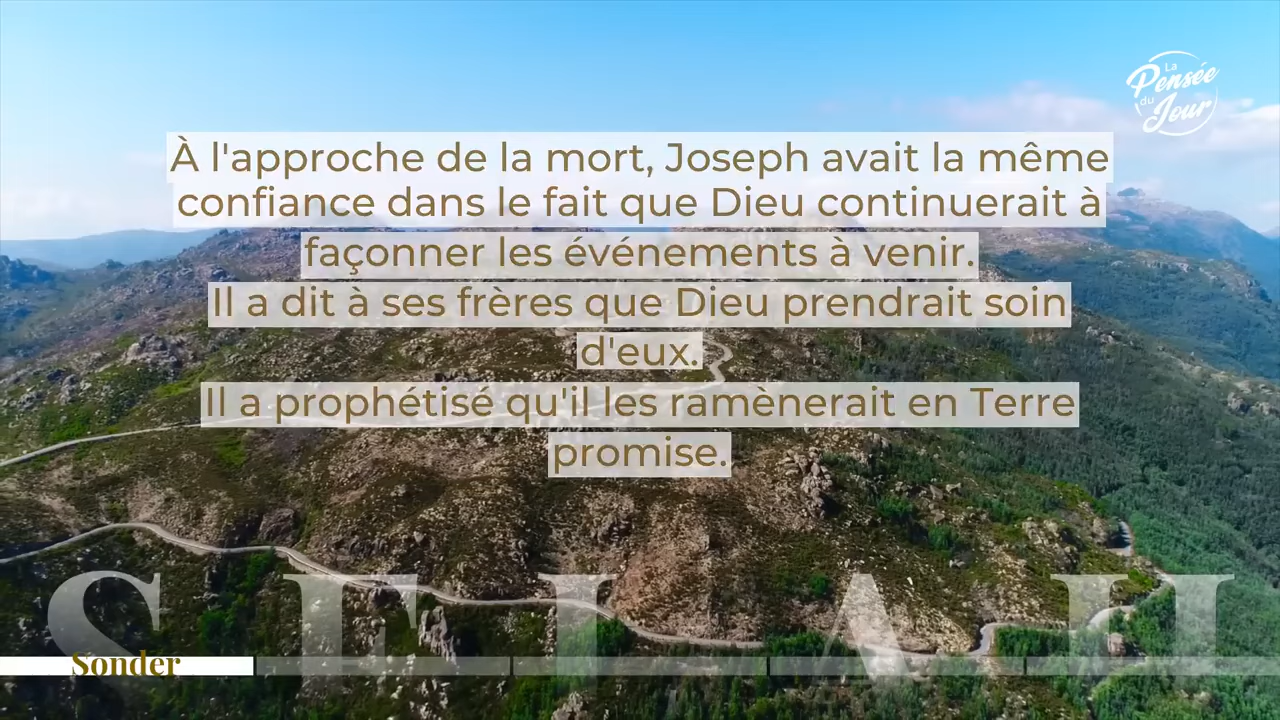 La
Pensée
du
Jour
À l'approche de la mort, Joseph avait la même
confiance dans le fait que Dieu continuerait à
façonner les événements à venir.
Il a dit à ses frères que Dieu prendrait soin
d'eux.
Il a prophétisé qu'il les ramènerait en Terre
promise.
SELAH
Sonder